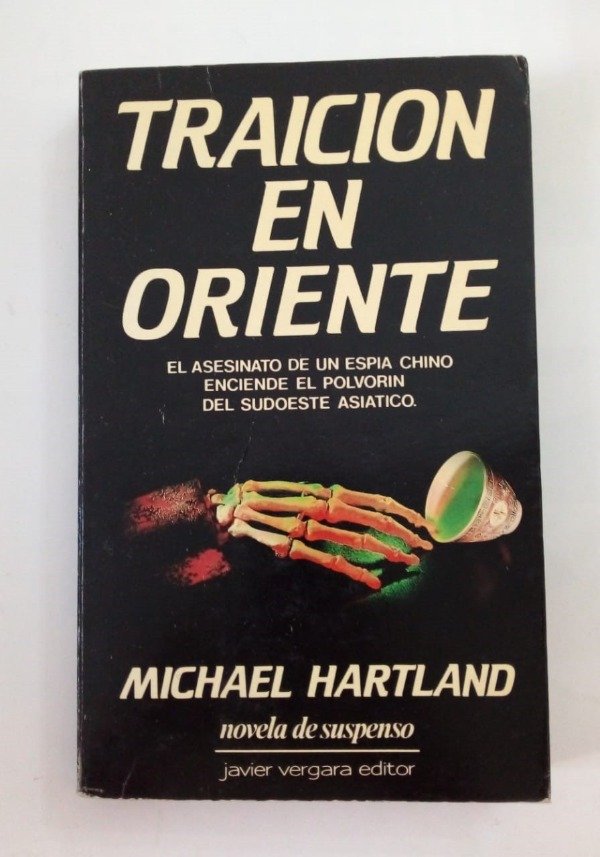 TRAICION
EN
ORIENTE
EL ASESINATO DE UN ESPIA CHINO
ENCIENDE EL POLVORIN
DEL SUDOESTE ASIATICO.
MICHAEL HARTLAND
novela de suspenso
javier vergara editor